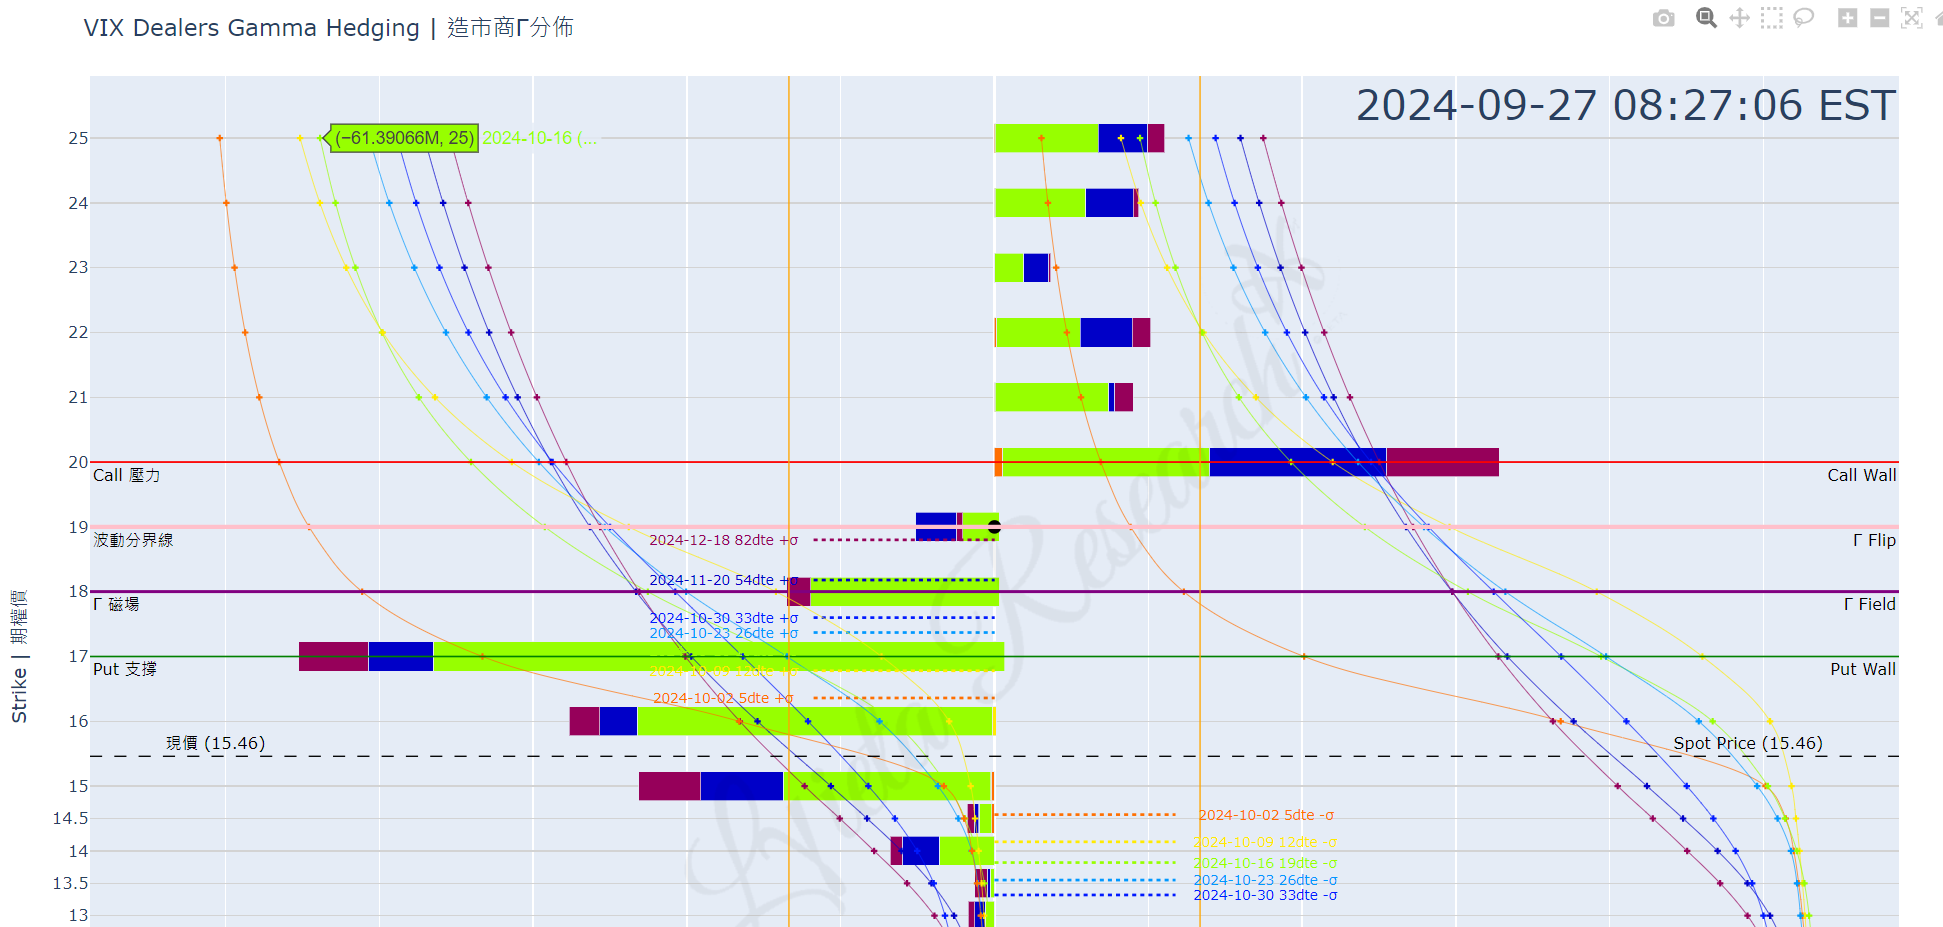 VIX Dealers Gamma Hedging | 造市商Γ分佈
2024-09-27 08:27:06 EST
25
(−61.39066M, 25) 2024-10-16 (...
24
23
22
21
20
Call 壓力
Call Wall
19
波動分界線
Γ Flip
2024-12-18 82dte +σ
2024-11-20 54dte +σ
18
Γ 磁場
Γ Field
2024-10-30 33dte +σ
2024-10-23 26dte +σ
17
Put 支撐
Put Wall
2024-10-09 12dte +σ
2024-10-02 5dte +σ
16
現價 (15.46)
Spot Price (15.46)
15
14.5
2024-10-02 5dte -σ
2024-10-09 12dte -σ
14
2024-10-16 19dte -σ
13.5
2024-10-23 26dte -σ
2024-10-30 33dte -σ
13
Strike | 期權價
Research